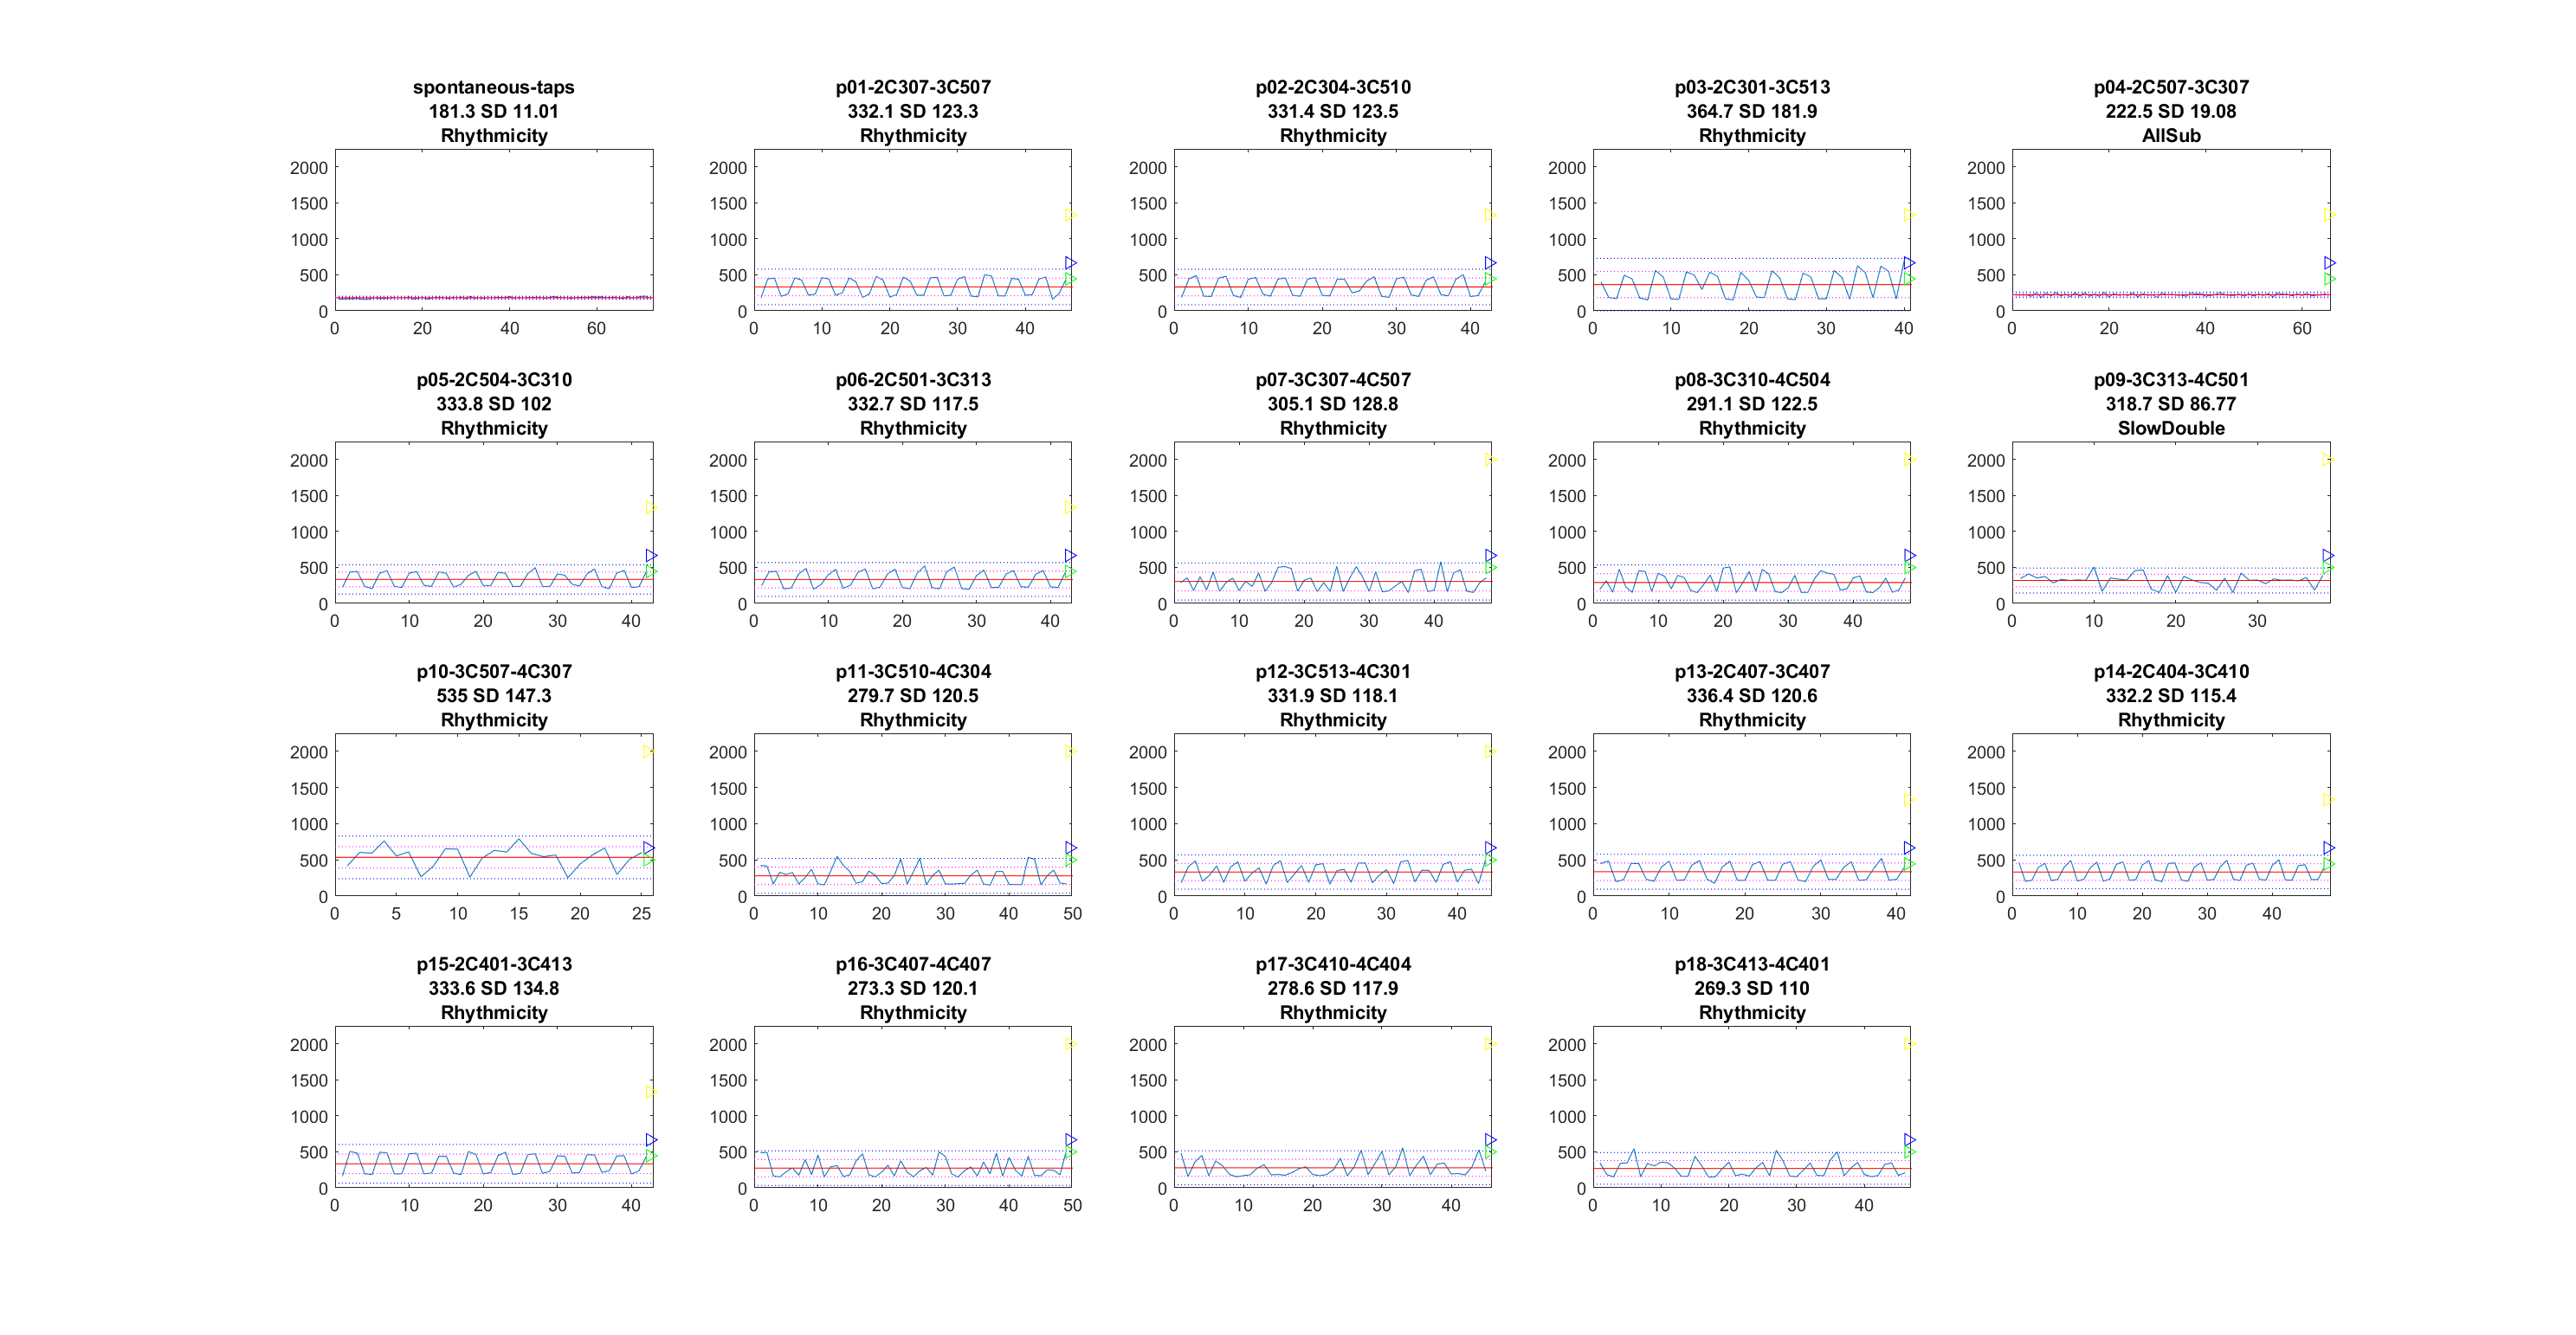 spontaneous-taps
181.3 SD 11.01
Rhythmicity
2000
1500
1000
500
0
0 20 40 60
p01-2C307-3C507
332.1 SD 123.3
Rhythmicity
2000
1500
1000
500
0
0 10 20 30 40
p02-2C304-3C510
331.4 SD 123.5
Rhythmicity
2000
1500
1000
500
0
0 10 20 30 40
p03-2C301-3C513
364.7 SD 181.9
Rhythmicity
2000
1500
1000
500
0
0 10 20 30 40
p04-2C507-3C307
222.5 SD 19.08
AllSub
2000
1500
1000
500
0
0 20 40 60
p05-2C504-3C310
333.8 SD 102
Rhythmicity
2000
1500
1000
500
0
0 10 20 30 40
p06-2C501-3C313
332.7 SD 117.5
Rhythmicity
2000
1500
1000
500
0
0 10 20 30 40
p07-3C307-4C507
305.1 SD 128.8
Rhythmicity
2000
1500
1000
500
0
0 10 20 30 40
p08-3C310-4C504
291.1 SD 122.5
Rhythmicity
2000
1500
1000
500
0
0 10 20 30 40
p09-3C313-4C501
318.7 SD 86.77
SlowDouble
2000
1500
1000
500
0
0 10 20 30
p10-3C507-4C307
535 SD 147.3
Rhythmicity
2000
1500
1000
500
0
0 5 10 15 20 25
p11-3C510-4C304
279.7 SD 120.5
Rhythmicity
2000
1500
1000
500
0
0 10 20 30 40 50
p12-3C513-4C301
331.9 SD 118.1
Rhythmicity
2000
1500
1000
500
0
0 10 20 30 40
p13-2C407-3C407
336.4 SD 120.6
Rhythmicity
2000
1500
1000
500
0
0 10 20 30 40
p14-2C404-3C410
332.2 SD 115.4
Rhythmicity
2000
1500
1000
500
0
0 10 20 30 40
p15-2C401-3C413
333.6 SD 134.8
Rhythmicity
2000
1500
1000
500
0
0 10 20 30 40
p16-3C407-4C407
273.3 SD 120.1
Rhythmicity
2000
1500
1000
500
0
0 10 20 30 40 50
p17-3C410-4C404
278.6 SD 117.9
Rhythmicity
2000
1500
1000
500
0
0 10 20 30 40
p18-3C413-4C401
269.3 SD 110
Rhythmicity
2000
1500
1000
500
0
0 10 20 30 40